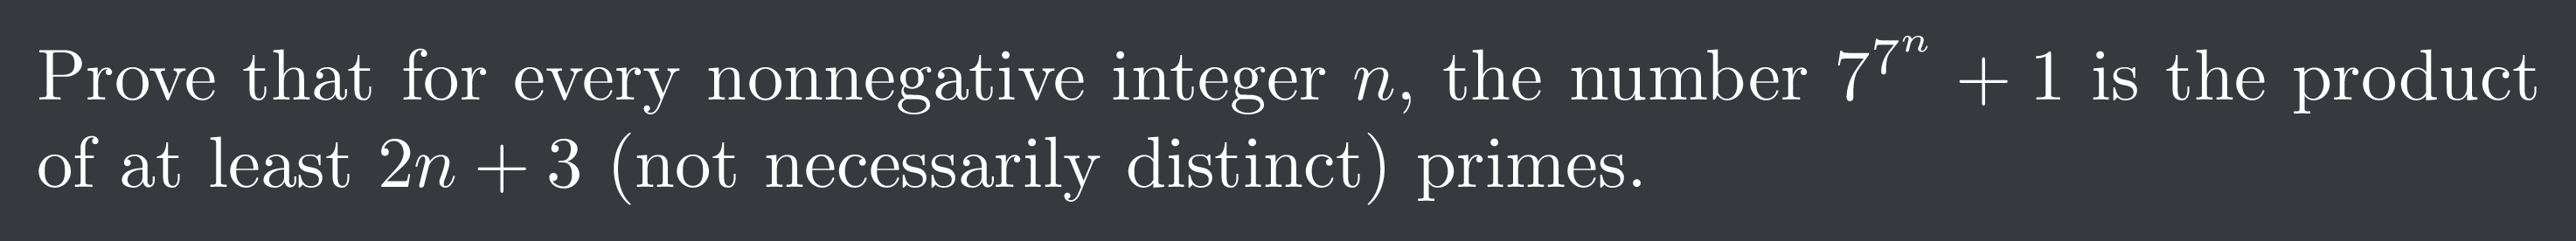 Prove that for every nonnegative integer $n$, the number $7^{7^n} + 1$ is the product
of at least $2n + 3$ (not necessarily distinct) primes.